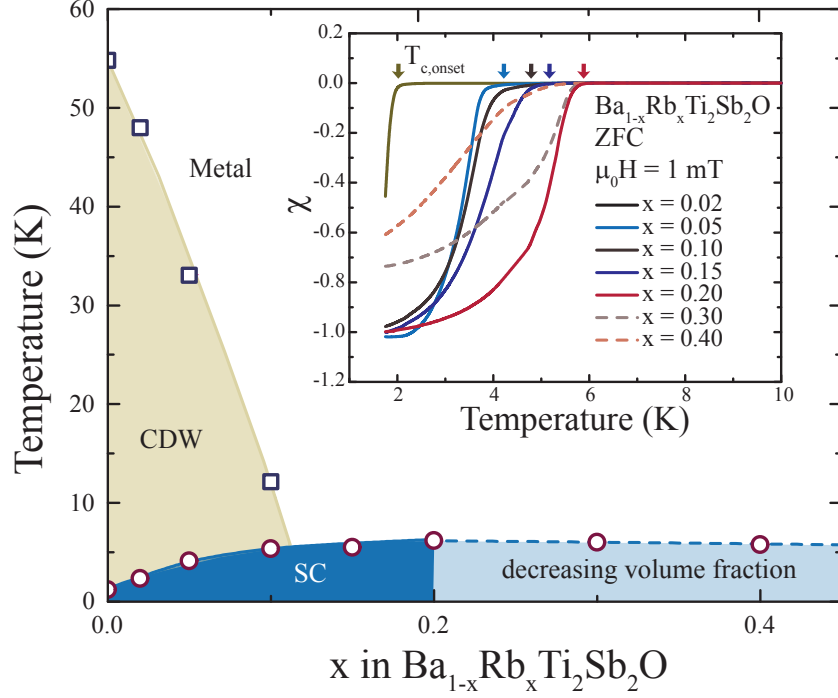 60
50
40
30
20
10
0
Temperature (K)
0.0
0.2
0.4
x in Ba₁₋ₓRbₓTi₂Sb₂O
Metal
CDW
SC
decreasing volume fraction
T_c,onset
0.0
-0.2
-0.4
-0.6
-0.8
-1.0
-1.2
χ
2
4
6
8
10
Temperature (K)
Ba₁₋ₓRbₓTi₂Sb₂O
ZFC
μ₀H = 1 mT
x = 0.02
x = 0.05
x = 0.10
x = 0.15
x = 0.20
x = 0.30
x = 0.40